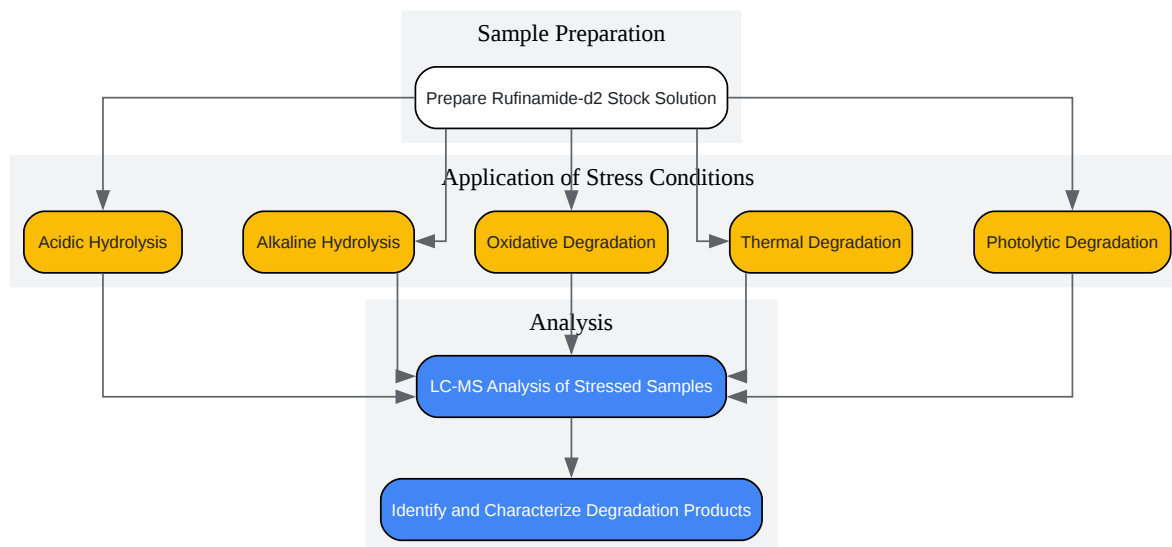 Sample Preparation
Prepare Rufinamide-d2 Stock Solution
Application of Stress Conditions
Acidic Hydrolysis
Alkaline Hydrolysis
Oxidative Degradation
Thermal Degradation
Photolytic Degradation
Analysis
LC-MS Analysis of Stressed Samples
Identify and Characterize Degradation Products